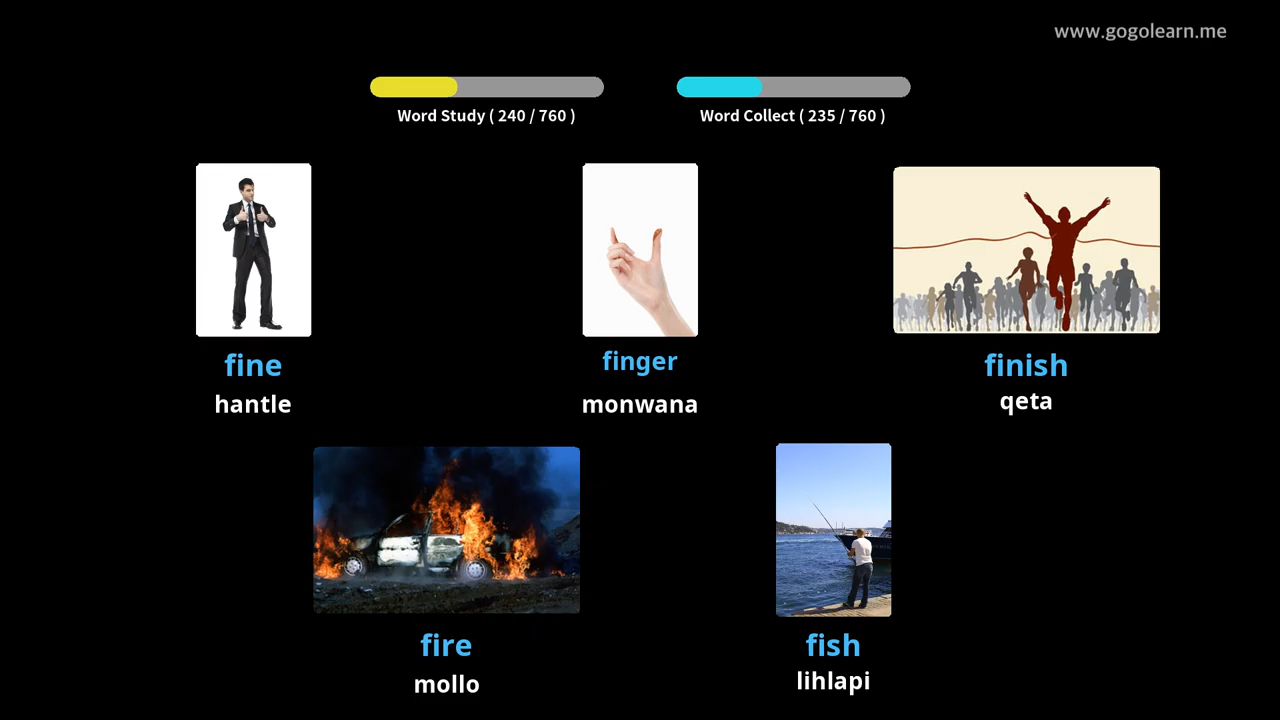 www.gogolearn.me
Word Study ( 240 / 760 )
Word Collect ( 235 / 760 )
fine
hantle
finger
monwana
finish
qeta
fire
mollo
fish
lihlapi